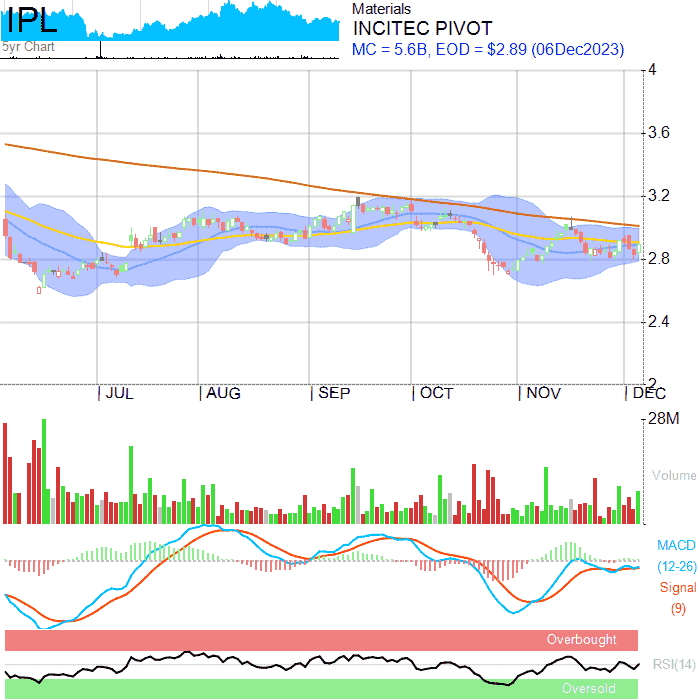 IPL
5yr Chart
Materials
INCITEC PIVOT
MC = 5.6B, EOD = $2.89 (06Dec2023)
4
3.6
3.2
2.8
2.4
2
JUL AUG SEP OCT NOV DEC
28M
Volume
MACD
(12-26)
Signal
(9)
Overbought
RSI(14)
Oversold